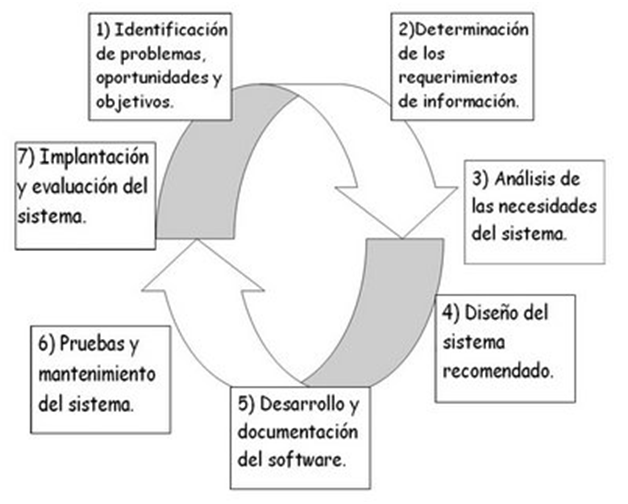 1) Identificación
de problemas,
oportunidades y
objetivos.
2)Determinación
de los
requerimientos
de información.
3) Análisis de
las necesidades
del sistema.
4) Diseño del
sistema
recomendado.
5) Desarrollo y
documentación
del software.
6) Pruebas y
mantenimiento
del sistema.
7) Implantación
y evaluación del
sistema.